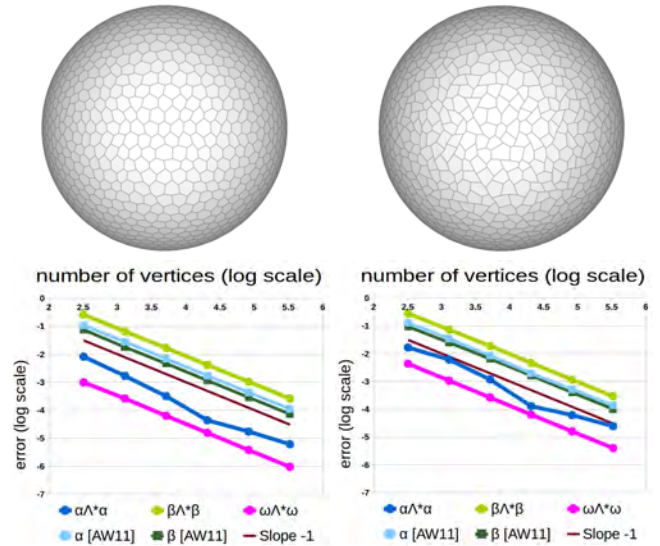 number of vertices (log scale)
0
2 2.5 3 3.5 4 4.5 5 5.5 6
-1
-2
-3
-4
-5
-6
-7
error (log scale)
αΛ*α βΛ*β ωΛ*ω
α [AW11] β [AW11] Slope -1
number of vertices (log scale)
0
2 2.5 3 3.5 4 4.5 5 5.5 6
-1
-2
-3
-4
-5
-6
-7
error (log scale)
αΛ*α βΛ*β ωΛ*ω
α [AW11] β [AW11] Slope -1